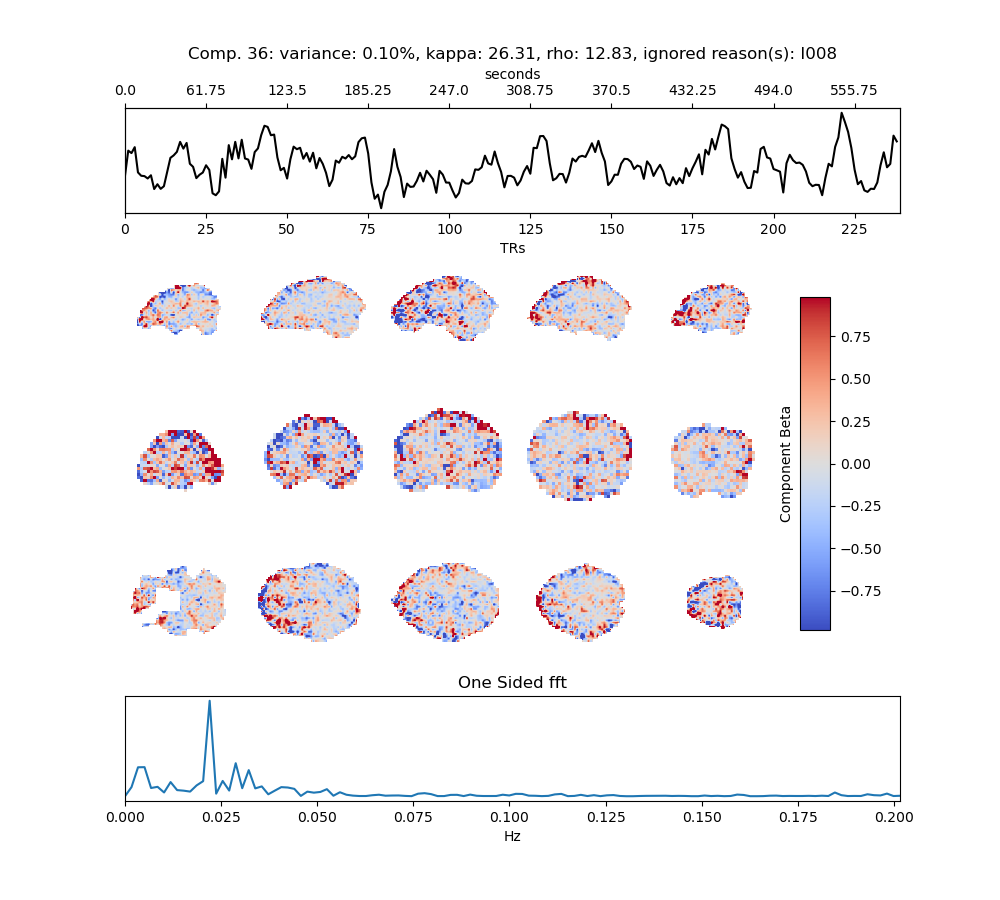 Comp. 36: variance: 0.10%, kappa: 26.31, rho: 12.83, ignored reason(s): I008
seconds
0.0 61.75 123.5 185.25 247.0 308.75 370.5 432.25 494.0 555.75
0 25 50 75 100 125 150 175 200 225
TRs
0.75
0.50
0.25
0.00
−0.25
−0.50
−0.75
Component Beta
One Sided fft
0.000 0.025 0.050 0.075 0.100 0.125 0.150 0.175 0.200
Hz